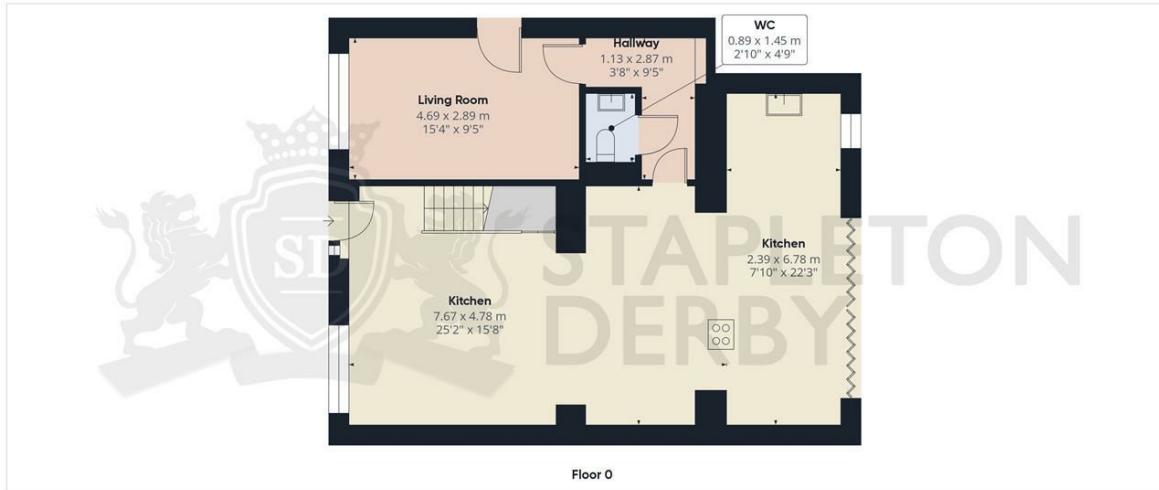 WC
0.89 x 1.45 m
2'10" x 4'9"
Hallway
1.13 x 2.87 m
3'8" x 9'5"
Living Room
4.69 x 2.89 m
15'4" x 9'5"
Kitchen
2.39 x 6.78 m
7'10" x 22'3"
Kitchen
7.67 x 4.78 m
25'2" x 15'8"
SD
STAPLETON
DERBY
Floor 0